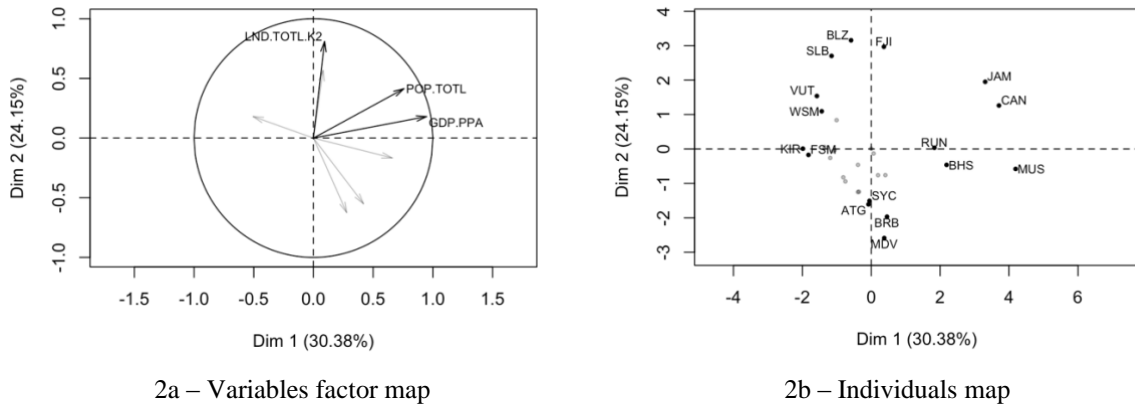 1.0
0.5
0.0
-0.5
-1.0
Dim 2 (24.15%)
LND.TOTL.K2
POP.TOTL
GDP.PPA
-1.5 -1.0 -0.5 0.0 0.5 1.0 1.5
Dim 1 (30.38%)
2a – Variables factor map
4
3
2
1
0
-1
-2
-3
Dim 2 (24.15%)
BLZ
FJI
SLB
JAM
VUT
CAN
WSM
RUN
KIR
FSM
BHS
MUS
SYC
ATG
BRB
MDV
-4 -2 0 2 4 6
Dim 1 (30.38%)
2b – Individuals map